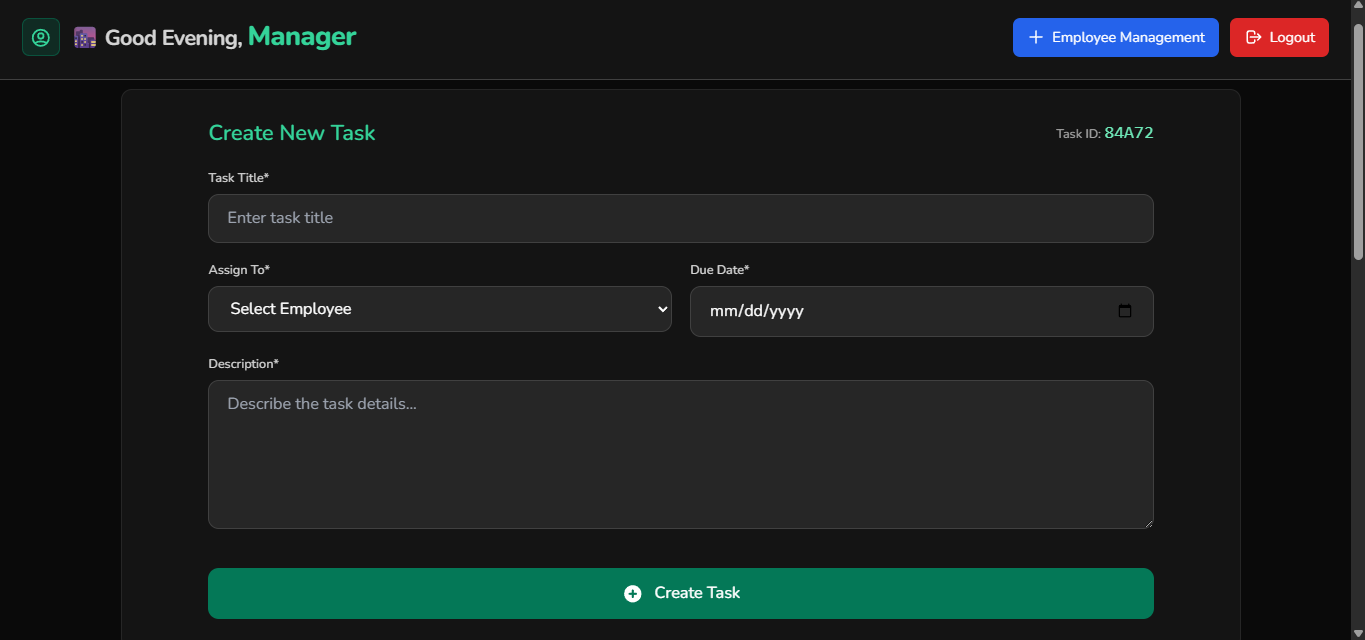 Good Evening, Manager
Employee Management
Logout
Create New Task
Task ID: 84A72
Task Title*
Enter task title
Assign To*
Due Date*
Select Employee
mm/dd/yyyy
Description*
Describe the task details...
Create Task